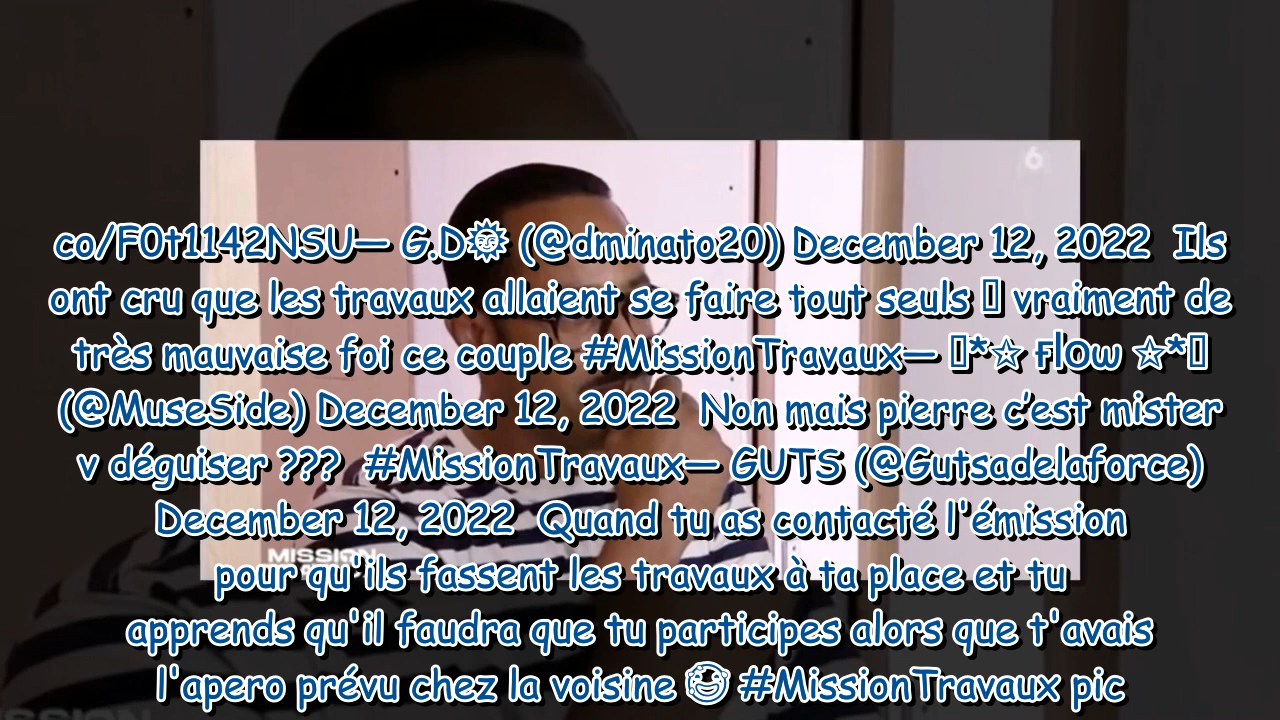 6
co/F0t1142NSU— G.D🌞 (@dminato20) December 12, 2022 Ils
ont cru que les travaux allaient se faire tout seuls ▯ vraiment de
très mauvaise foi ce couple #MissionTravaux— ▯*☆ ӻlOω ☆*▯
(@MuseSide) December 12, 2022 Non mais pierre c’est mister
v déguiser ??? #MissionTravaux— GUTS (@Gutsadelaforce)
December 12, 2022 Quand tu as contacté l'émission
MISSION
pour qu'ils fassent les travaux à ta place et tu
apprends qu'il faudra que tu participes alors que t'avais
l'apero prévu chez la voisine 😅 #MissionTravaux pic